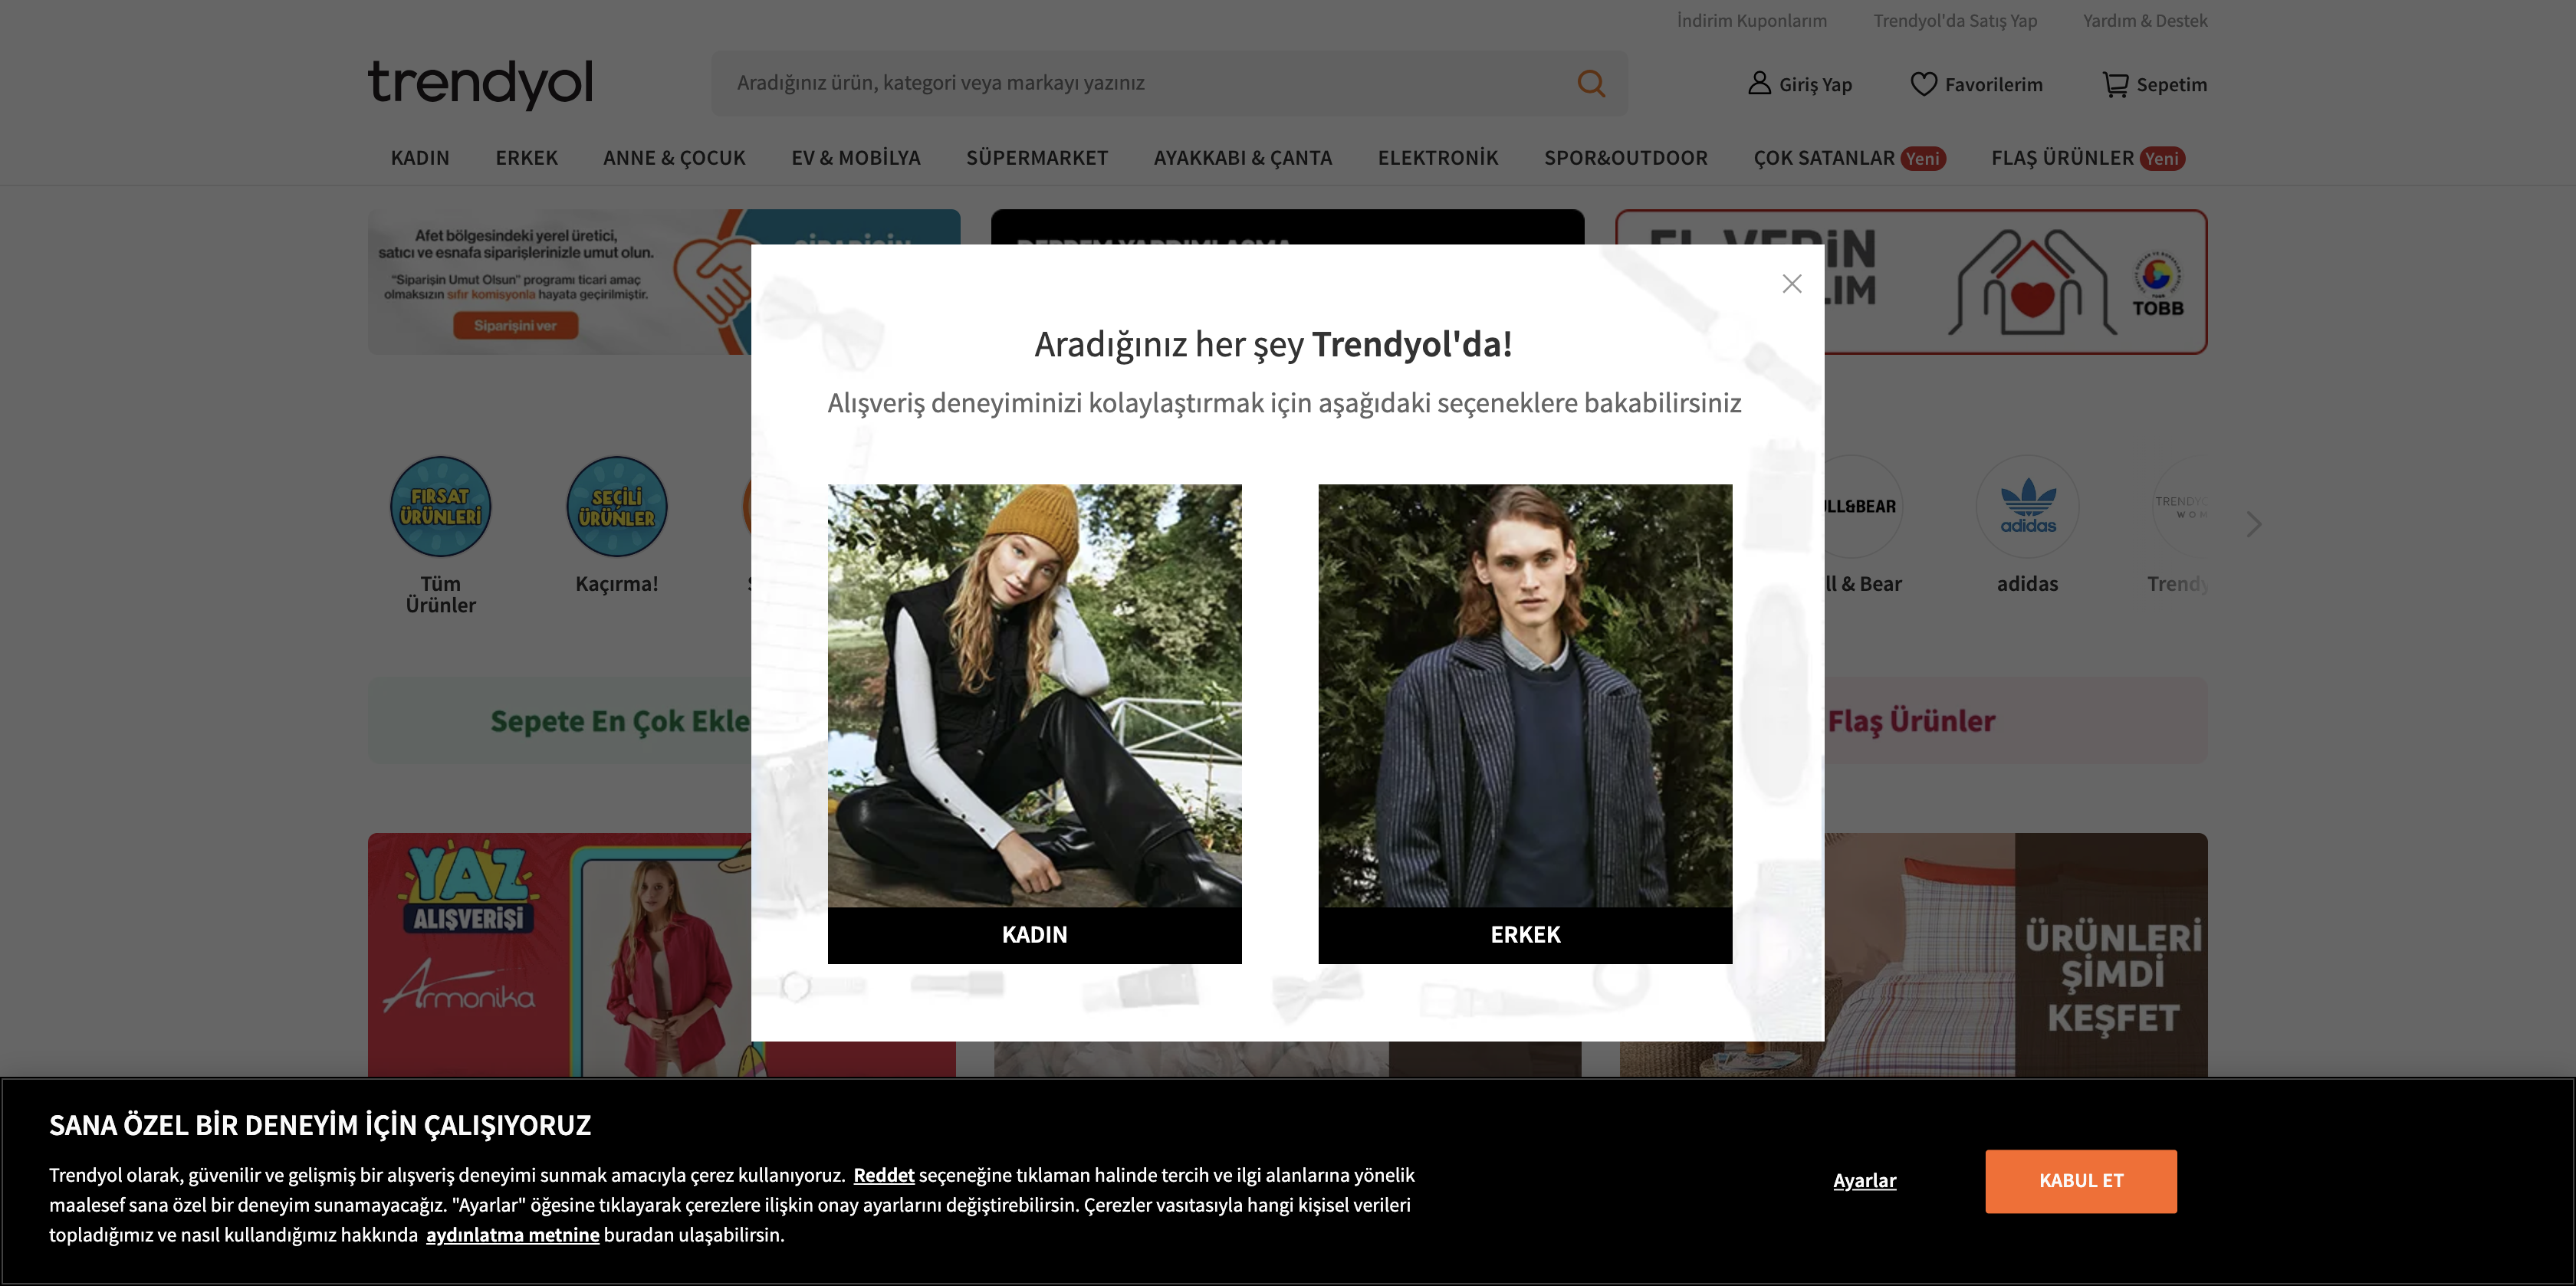 İndirim Kuponlarım Trendyol'da Satış Yap Yardım & Destek
trendyol
Aradığınız ürün, kategori veya markayı yazınız
Giriş Yap Favorilerim Sepetim
KADIN ERKEK ANNE & ÇOCUK EV & MOBİLYA SÜPERMARKET AYAKKABI & ÇANTA ELEKTRONİK SPOR&OUTDOOR ÇOK SATANLAR Yeni FLAŞ ÜRÜNLER Yeni
Afet bölgesindeki yerel üretici,
satıcı ve esnafa siparişlerinizle umut olun.
"Siparişin Umut Olsun" programı ticari amaç
olmaksızın sıfır komisyonla hayata geçirilmiştir.
Siparişini ver
TOBB
Aradığınız her şey Trendyol'da!
Alışveriş deneyiminizi kolaylaştırmak için aşağıdaki seçeneklere bakabilirsiniz
KADIN
ERKEK
FIRSAT
ÜRÜNLERİ
Tüm
Ürünler
SEÇİLİ
ÜRÜNLER
Kaçırma!
LL&BEAR
ll & Bear
adidas
adidas
TRENDYO
WOM
Trendy
Sepete En Çok Ekle
Flaş Ürünler
YAZ
ALIŞVERİŞİ
Armonika
ÜRÜNLERİ
ŞİMDİ
KEŞFET
SANA ÖZEL BİR DENEYİM İÇİN ÇALIŞIYORUZ
Trendyol olarak, güvenilir ve gelişmiş bir alışveriş deneyimi sunmak amacıyla çerez kullanıyoruz. Reddet seçeneğine tıklaman halinde tercih ve ilgi alanlarına yönelik
maalesef sana özel bir deneyim sunamayacağız. "Ayarlar" öğesine tıklayarak çerezlere ilişkin onay ayarlarını değiştirebilirsin. Çerezler vasıtasıyla hangi kişisel verileri
topladığımız ve nasıl kullandığımız hakkında aydınlatma metnine buradan ulaşabilirsin.
Ayarlar
KABUL ET